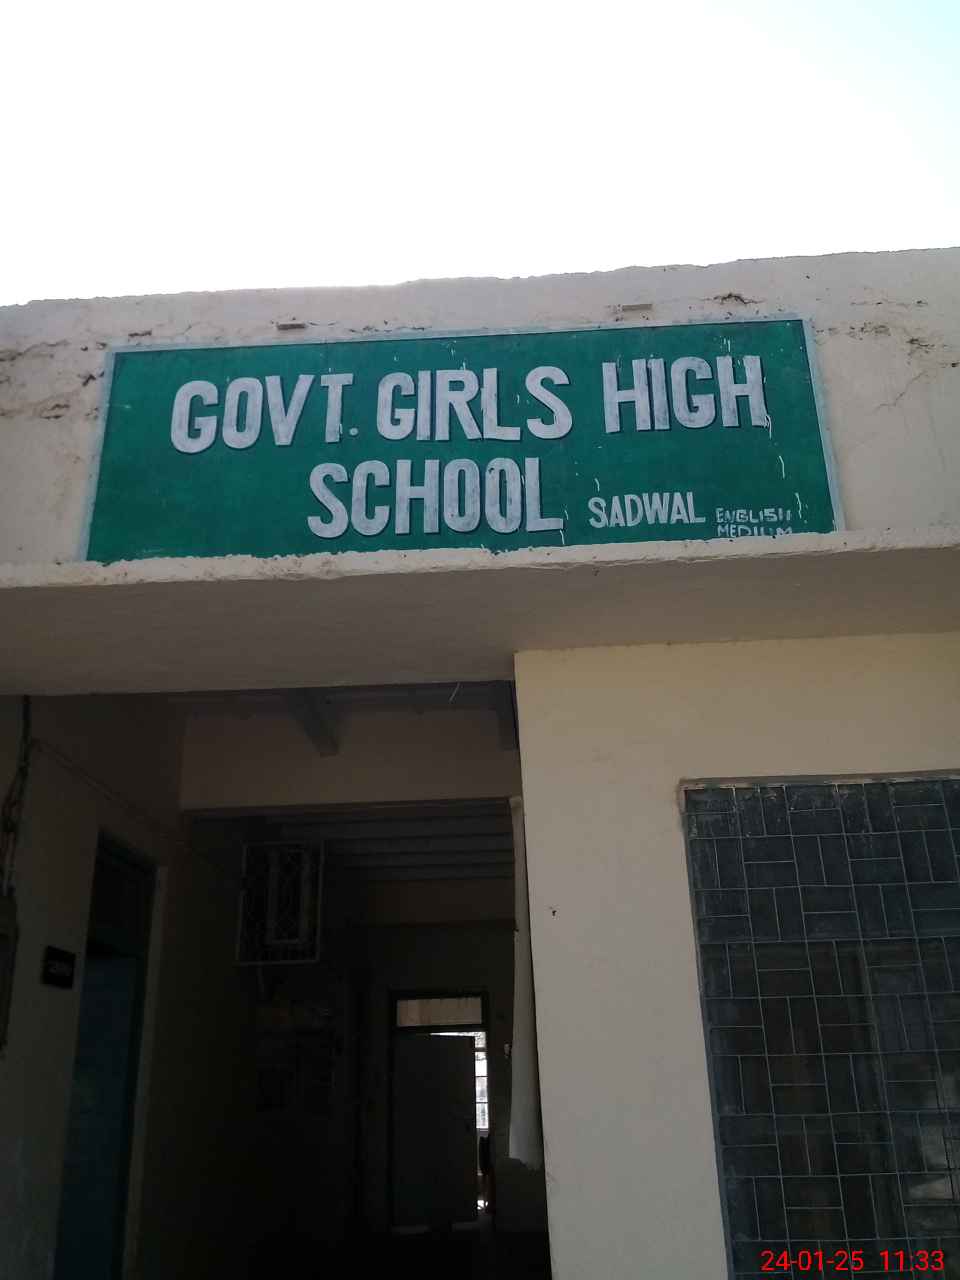 GOVT. GIRLS HIGH
SCHOOL SADWAL ENGLISH
MEDIUM
24-01-25 11:33